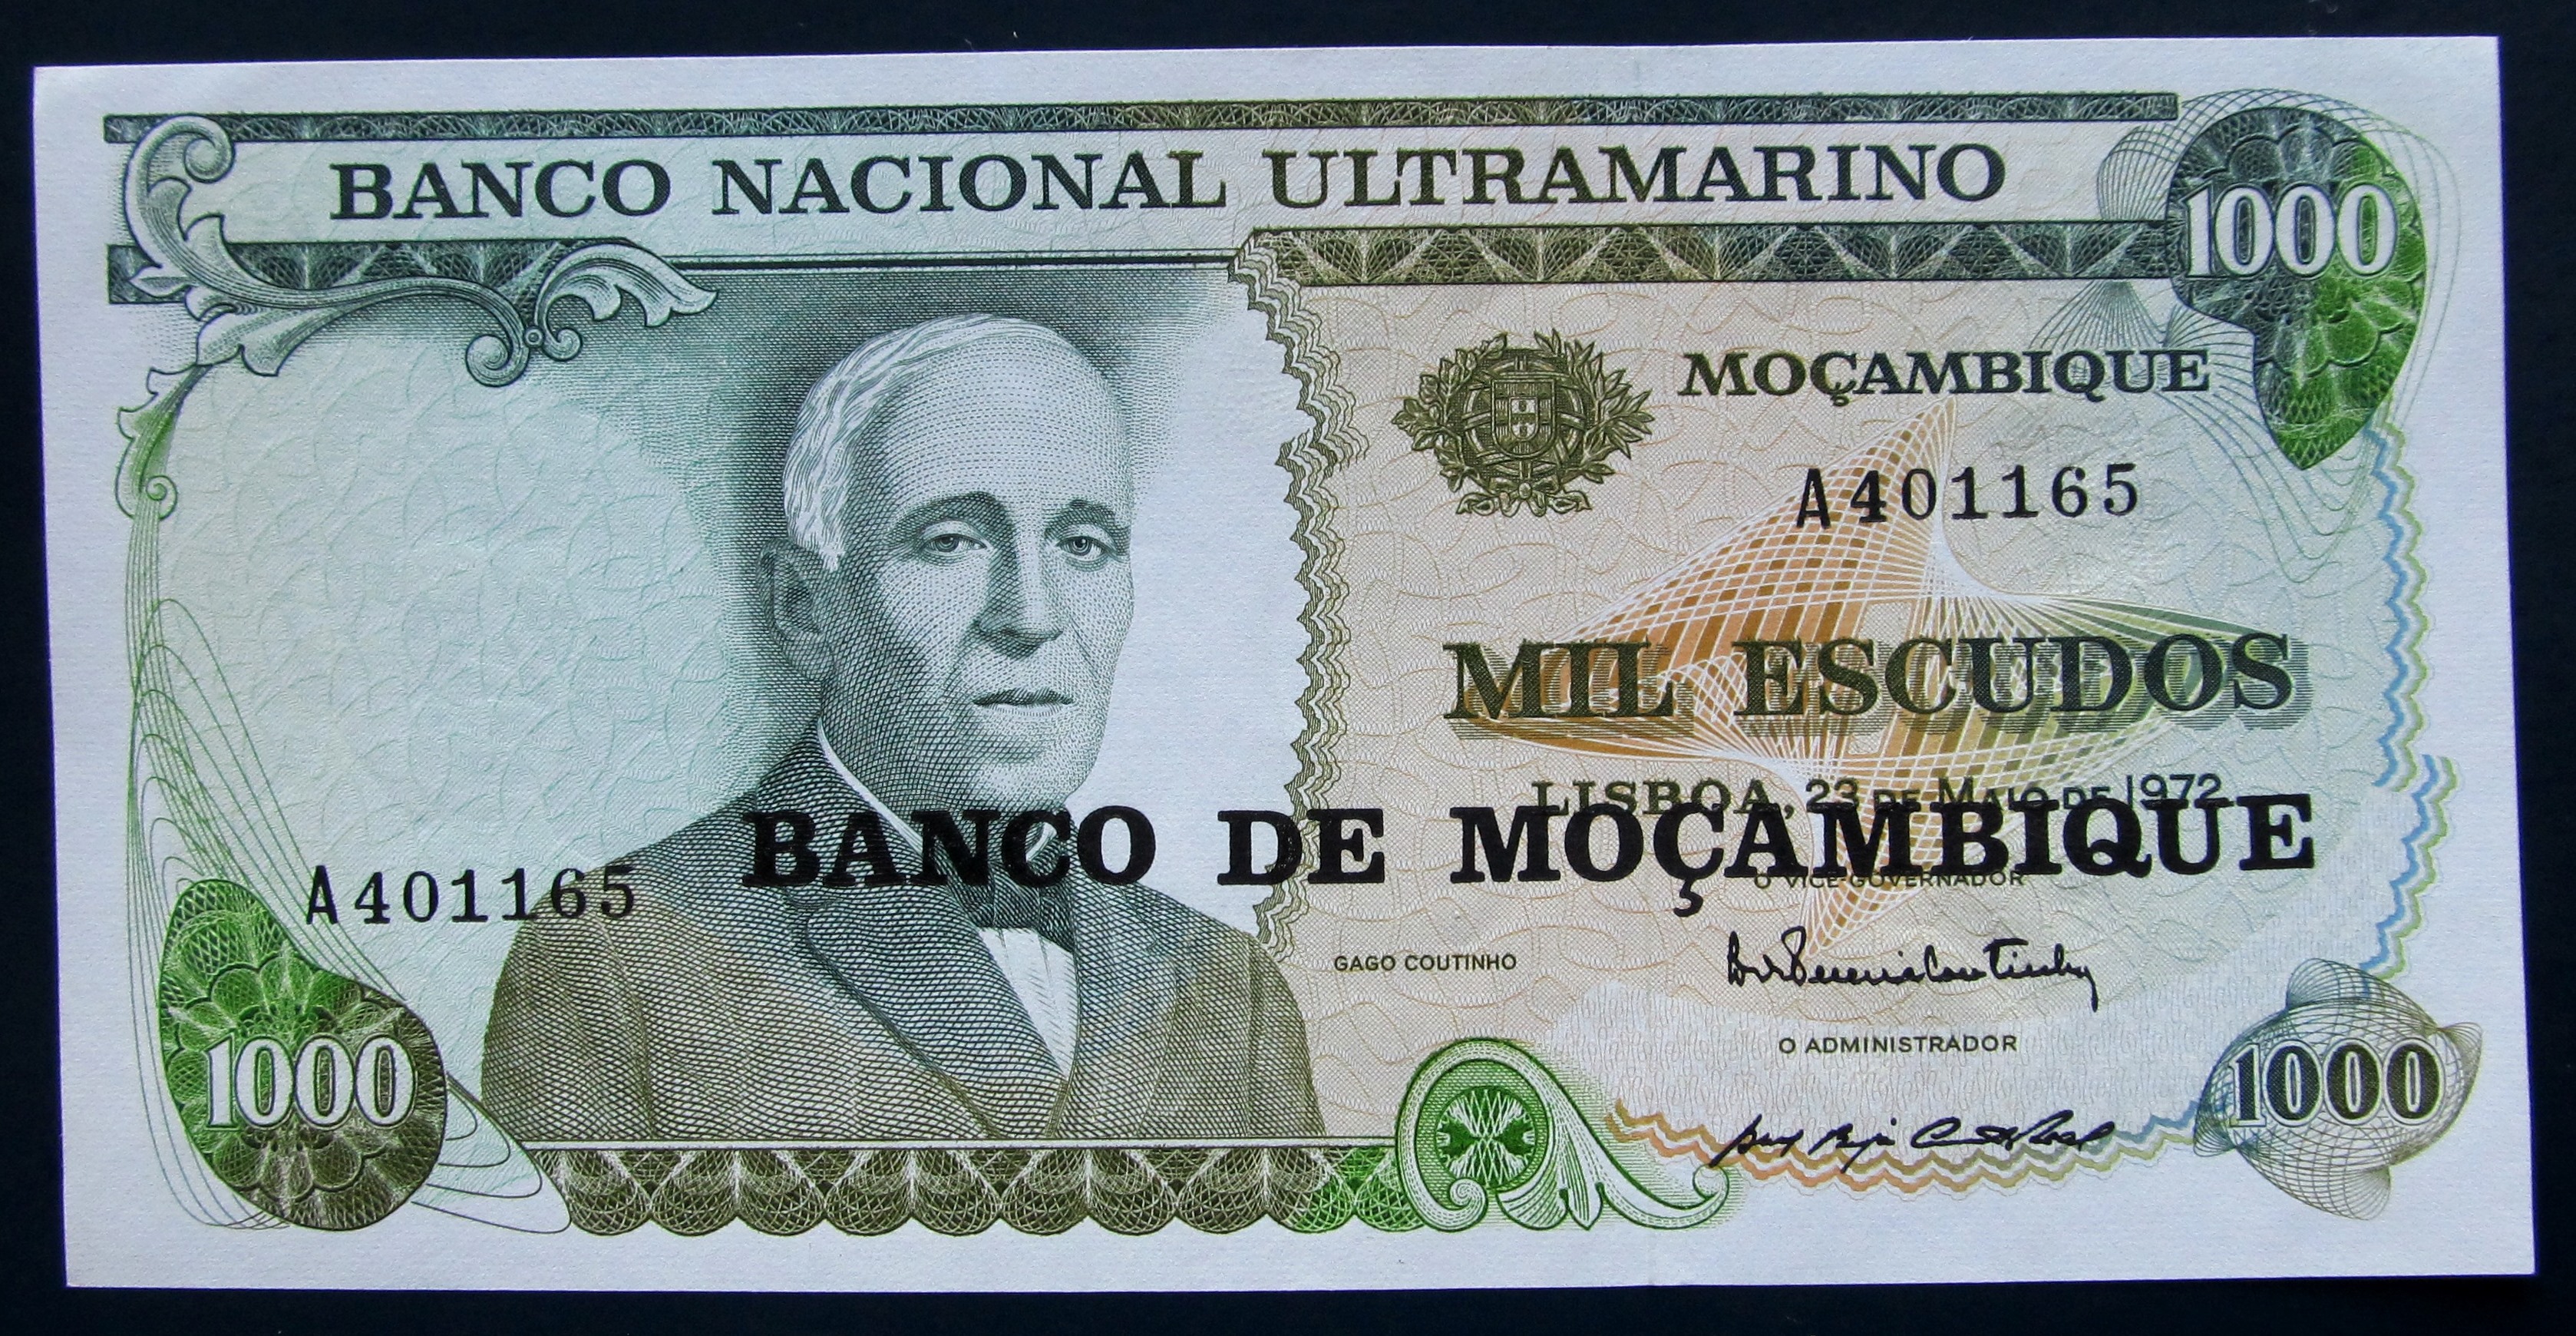 BANCO NACIONAL ULTRAMARINO
1000
MOÇAMBIQUE
A401165
MIL ESCUDOS
LISBOA, 23 DE MAIO DE 1972
BANCO DE MOÇAMBIQUE
O VICE-GOVERNADOR
A401165
GAGO COUTINHO
O ADMINISTRADOR
1000
1000